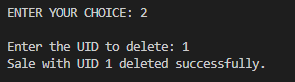 ENTER YOUR CHOICE: 2
Enter the UID to delete: 1
Sale with UID 1 deleted successfully.